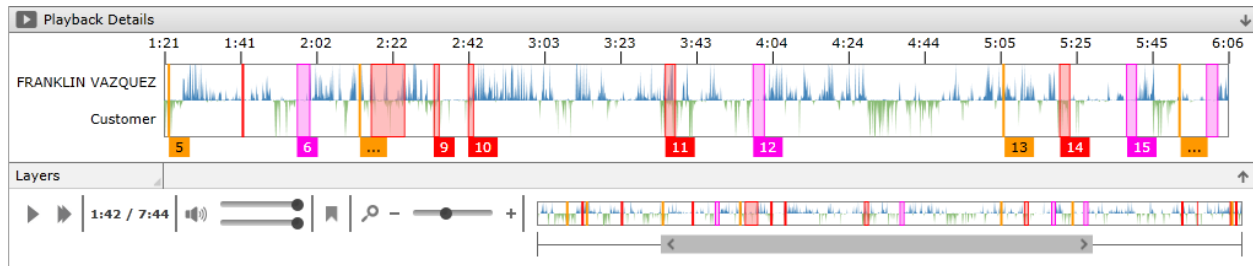 Playback Details
1:21 1:41 2:02 2:22 2:42 3:03 3:23 3:43 4:04 4:24 4:44 5:05 5:25 5:45 6:06
FRANKLIN VAZQUEZ
Customer
5 6 ... 9 10 11 12 13 14 15 ...
Layers
1:42 / 7:44 - +